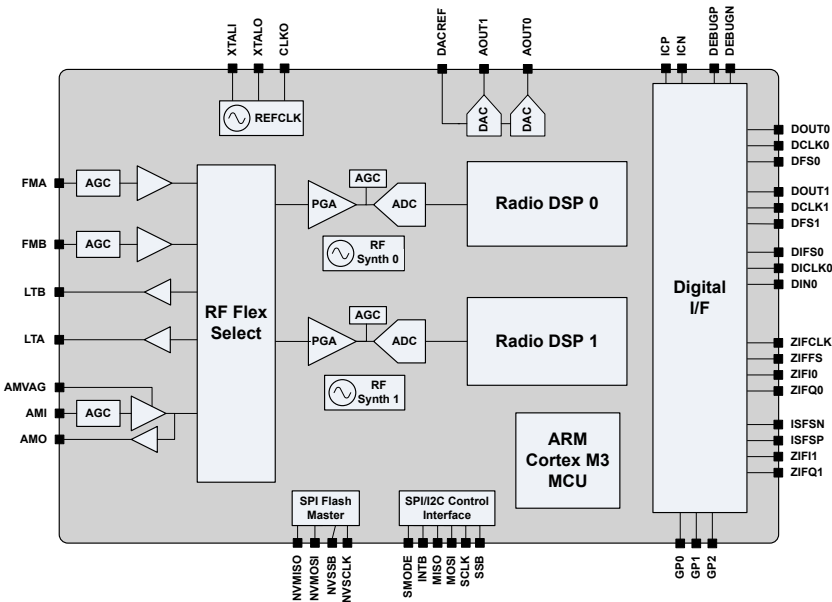 XTALI
XTALO
CLKO
DACREF
AOUT1
AOUT0
ICP
ICN
DEBUGP
DEBUGN
REFCLK
DAC
DAC
FMA
AGC
FMB
AGC
LTB
LTA
AMVAG
AMI
AGC
AMO
RF Flex
Select
PGA
AGC
ADC
RF
Synth 0
Radio DSP 0
PGA
AGC
ADC
RF
Synth 1
Radio DSP 1
ARM
Cortex M3
MCU
Digital
I/F
DOUT0
DCLK0
DFS0
DOUT1
DCLK1
DFS1
DIFS0
DICLK0
DIN0
ZIFCLK
ZIFFS
ZIFI0
ZIFQ0
ISFSN
ISFSP
ZIFI1
ZIFQ1
SPI Flash
Master
SPI/I2C Control
Interface
NVMISO
NVMOSI
NVSSB
NVSCLK
SMODE
INTB
MISO
MOSI
SCLK
SSB
GP0
GP1
GP2